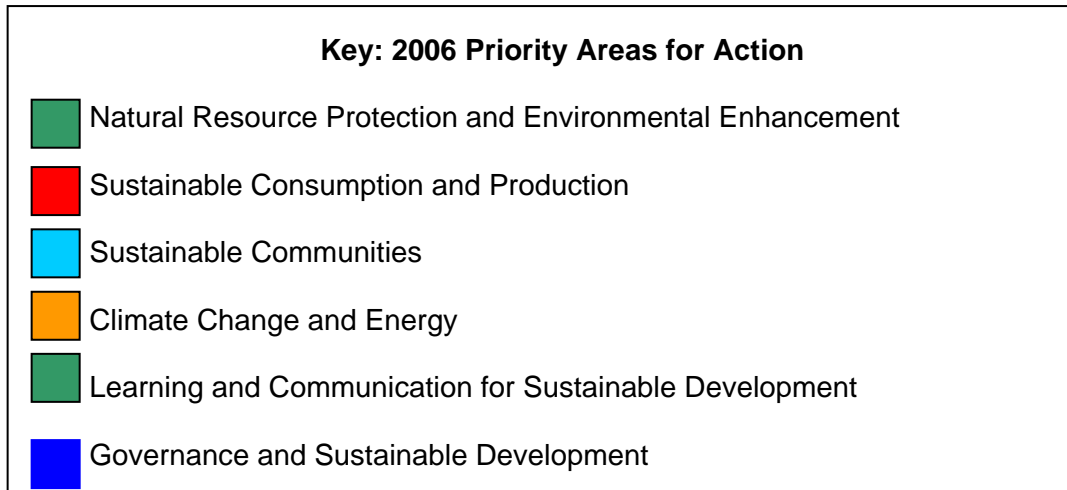 Key: 2006 Priority Areas for Action
Natural Resource Protection and Environmental Enhancement
Sustainable Consumption and Production
Sustainable Communities
Climate Change and Energy
Learning and Communication for Sustainable Development
Governance and Sustainable Development